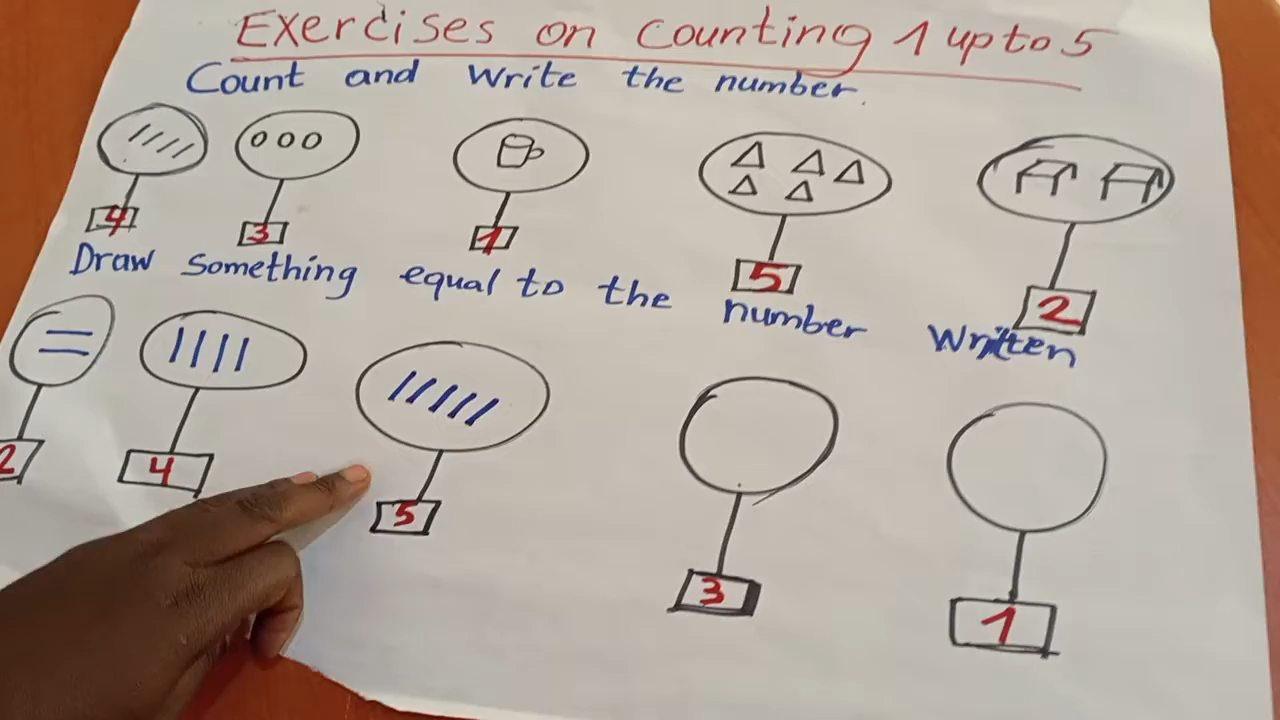 Exercises on counting 1 up to 5
Count and Write the number.
4 3 1 5 2
Draw something equal to the number Written
2 4 5 3 1